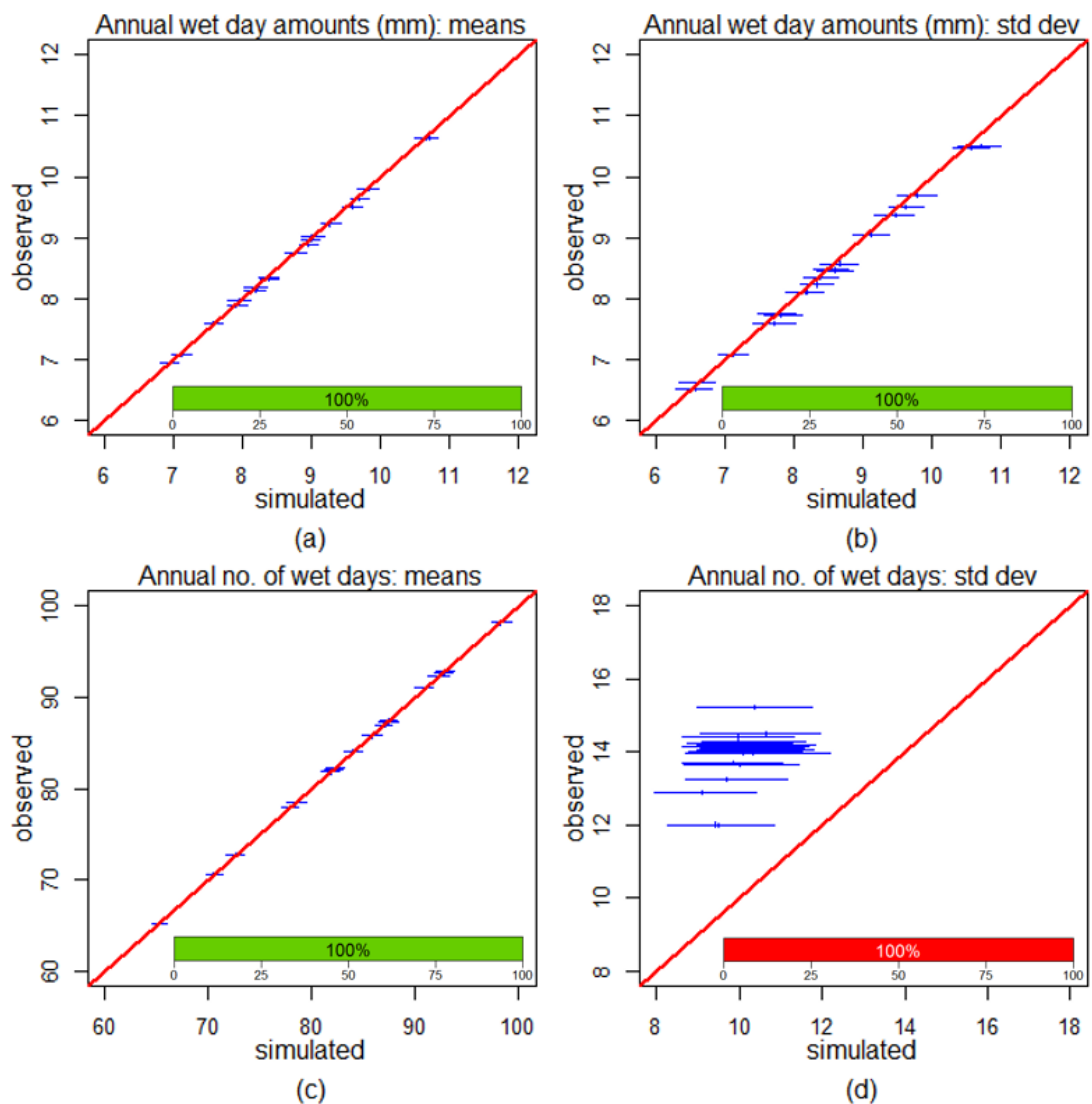 Annual wet day amounts (mm): means
Annual wet day amounts (mm): std dev
observed
6 7 8 9 10 11 12
100%
0 25 50 75 100
6 7 8 9 10 11 12
simulated
(a)
observed
6 7 8 9 10 11 12
100%
0 25 50 75 100
6 7 8 9 10 11 12
simulated
(b)
Annual no. of wet days: means
Annual no. of wet days: std dev
observed
60 70 80 90 100
100%
0 25 50 75 100
60 70 80 90 100
simulated
(c)
observed
8 10 12 14 16 18
100%
0 25 50 75 100
8 10 12 14 16 18
simulated
(d)